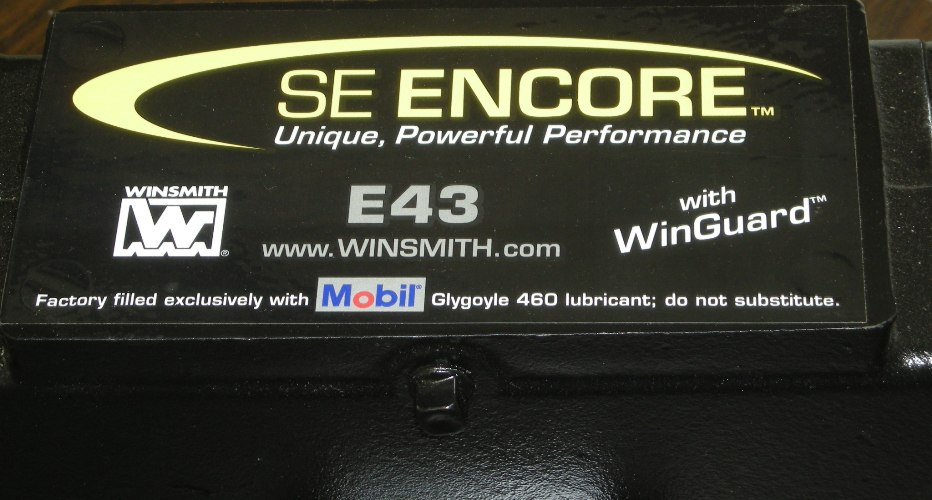 SE ENCORE™
Unique, Powerful Performance
WINSMITH
W®
E43
www.WINSMITH.com
with
WinGuard™
Factory filled exclusively with Mobil® Glygoyle 460 lubricant; do not substitute.